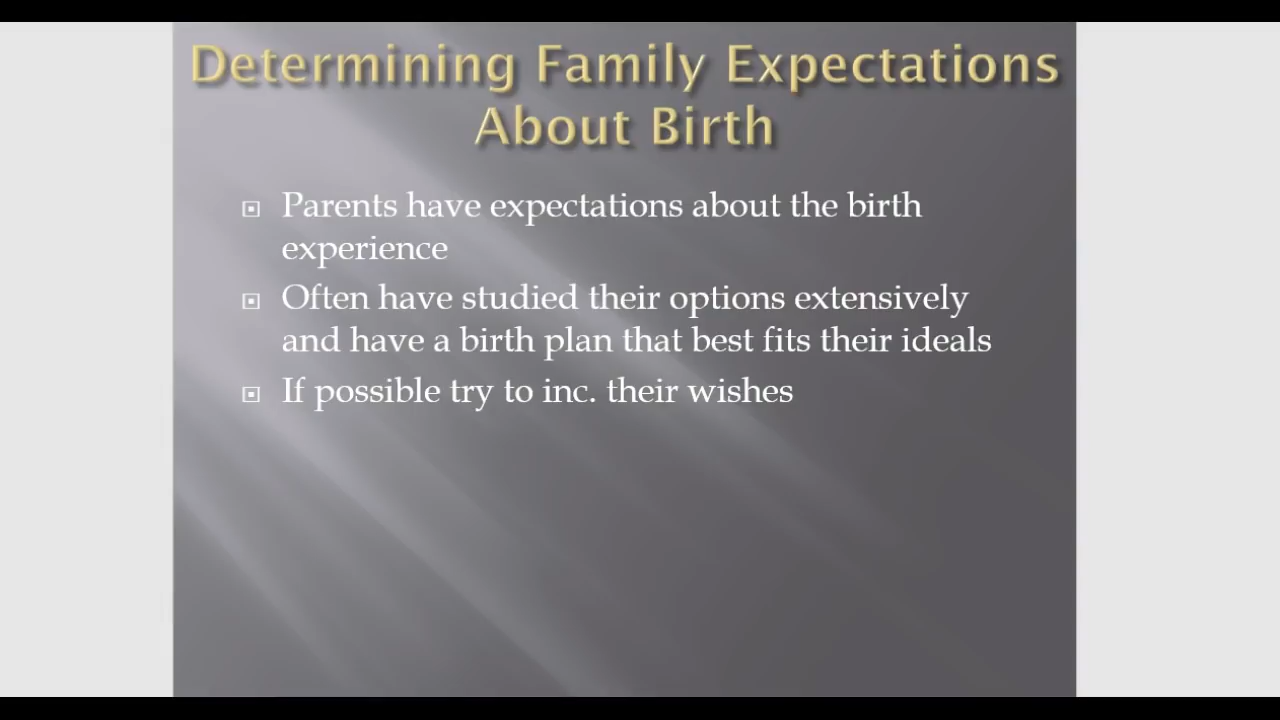 Determining Family Expectations
About Birth
Parents have expectations about the birth
experience
Often have studied their options extensively
and have a birth plan that best fits their ideals
If possible try to inc. their wishes